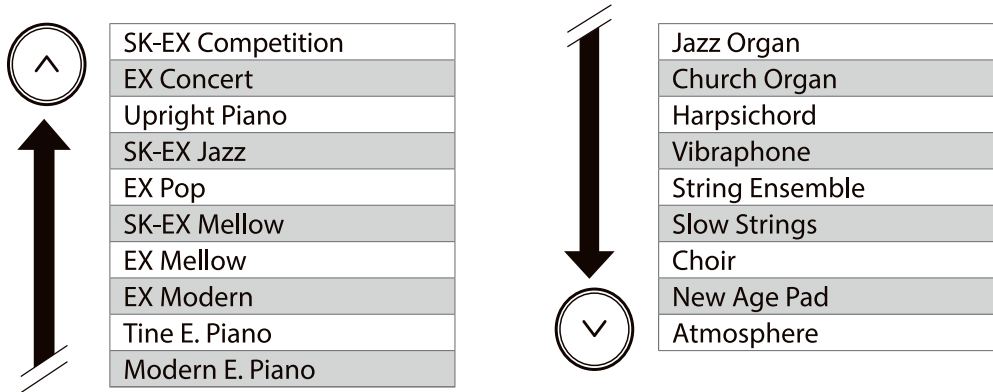 SK-EX Competition
EX Concert
Upright Piano
SK-EX Jazz
EX Pop
SK-EX Mellow
EX Mellow
EX Modern
Tine E. Piano
Modern E. Piano
Jazz Organ
Church Organ
Harpsichord
Vibraphone
String Ensemble
Slow Strings
Choir
New Age Pad
Atmosphere